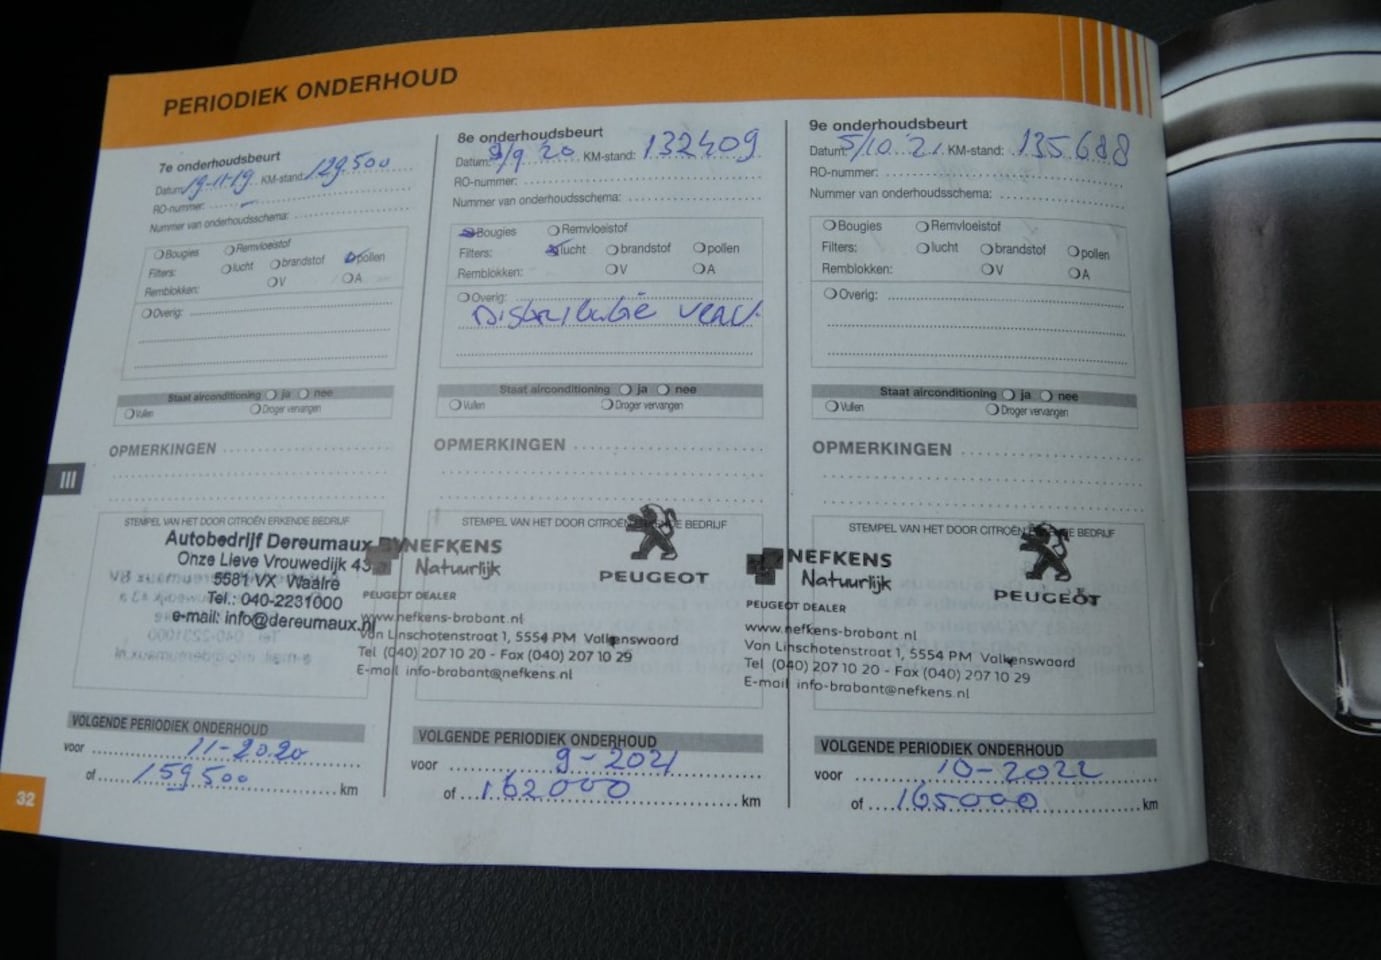 PERIODIEK ONDERHOUD
7e onderhoudsbeurt
Datum: 19-11-19 KM-stand: 129.500
RO-nummer:
Nummer van onderhoudsschema:
Bougies Remvloeistof
Filters: lucht brandstof pollen
Remblokken: V A
Overig:
Staat airconditioning ja nee
Vullen Droger vervangen
OPMERKINGEN
STEMPEL VAN HET DOOR CITROËN ERKENDE BEDRIJF
Autobedrijf Dereumaux BV
Onze Lieve Vrouwedijk 43
5581 VX Waalre
Tel.: 040-2231000
e-mail: info@dereumaux.nl
VOLGENDE PERIODIEK ONDERHOUD
voor 11-2020
of 159.500 km
8e onderhoudsbeurt
Datum: 9/9 '20 KM-stand: 132409
RO-nummer:
Nummer van onderhoudsschema:
Bougies Remvloeistof
Filters: lucht brandstof pollen
Remblokken: V A
Overig:
Distributie verv.
Staat airconditioning ja nee
Vullen Droger vervangen
OPMERKINGEN
STEMPEL VAN HET DOOR CITROËN ERKENDE BEDRIJF
NEFKENS
Natuurlijk
PEUGEOT
PEUGEOT DEALER
www.nefkens-brabant.nl
Van Linschotenstraat 1, 5554 PM Valkenswaard
Tel (040) 207 10 20 - Fax (040) 207 10 29
E-mail info-brabant@nefkens.nl
VOLGENDE PERIODIEK ONDERHOUD
voor 9-2021
of 162000 km
9e onderhoudsbeurt
Datum: 5/10 '21 KM-stand: 135688
RO-nummer:
Nummer van onderhoudsschema:
Bougies Remvloeistof
Filters: lucht brandstof pollen
Remblokken: V A
Overig:
Staat airconditioning ja nee
Vullen Droger vervangen
OPMERKINGEN
STEMPEL VAN HET DOOR CITROËN ERKENDE BEDRIJF
NEFKENS
Natuurlijk
PEUGEOT
PEUGEOT DEALER
www.nefkens-brabant.nl
Van Linschotenstraat 1, 5554 PM Valkenswaard
Tel (040) 207 10 20 - Fax (040) 207 10 29
E-mail info-brabant@nefkens.nl
VOLGENDE PERIODIEK ONDERHOUD
voor 10-2022
of 165000 km
III
32